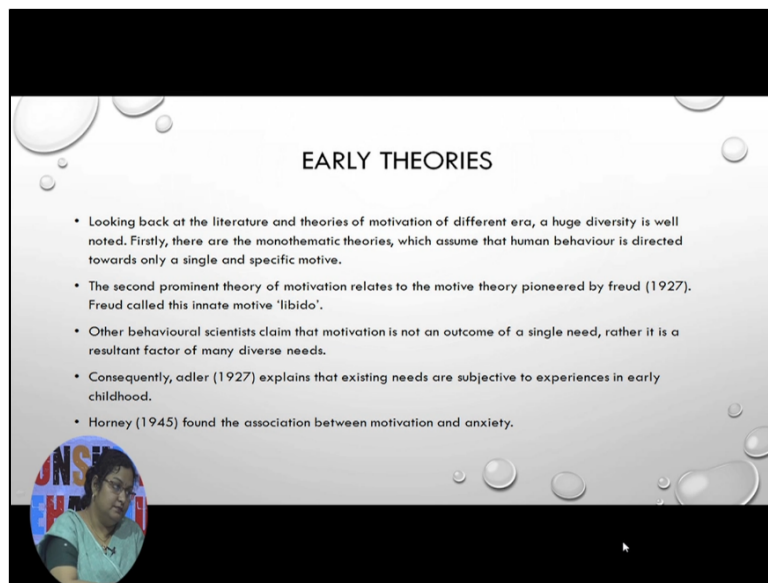 EARLY THEORIES
• Looking back at the literature and theories of motivation of different era, a huge diversity is well
noted. Firstly, there are the monothematic theories, which assume that human behaviour is directed
towards only a single and specific motive.
• The second prominent theory of motivation relates to the motive theory pioneered by freud (1927).
Freud called this innate motive ‘libido’.
• Other behavioural scientists claim that motivation is not an outcome of a single need, rather it is a
resultant factor of many diverse needs.
• Consequently, adler (1927) explains that existing needs are subjective to experiences in early
childhood.
• Horney (1945) found the association between motivation and anxiety.